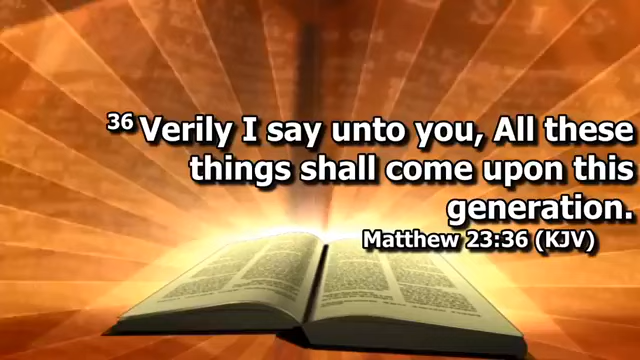 36 Verily I say unto you, All these
things shall come upon this
generation.
Matthew 23:36 (KJV)